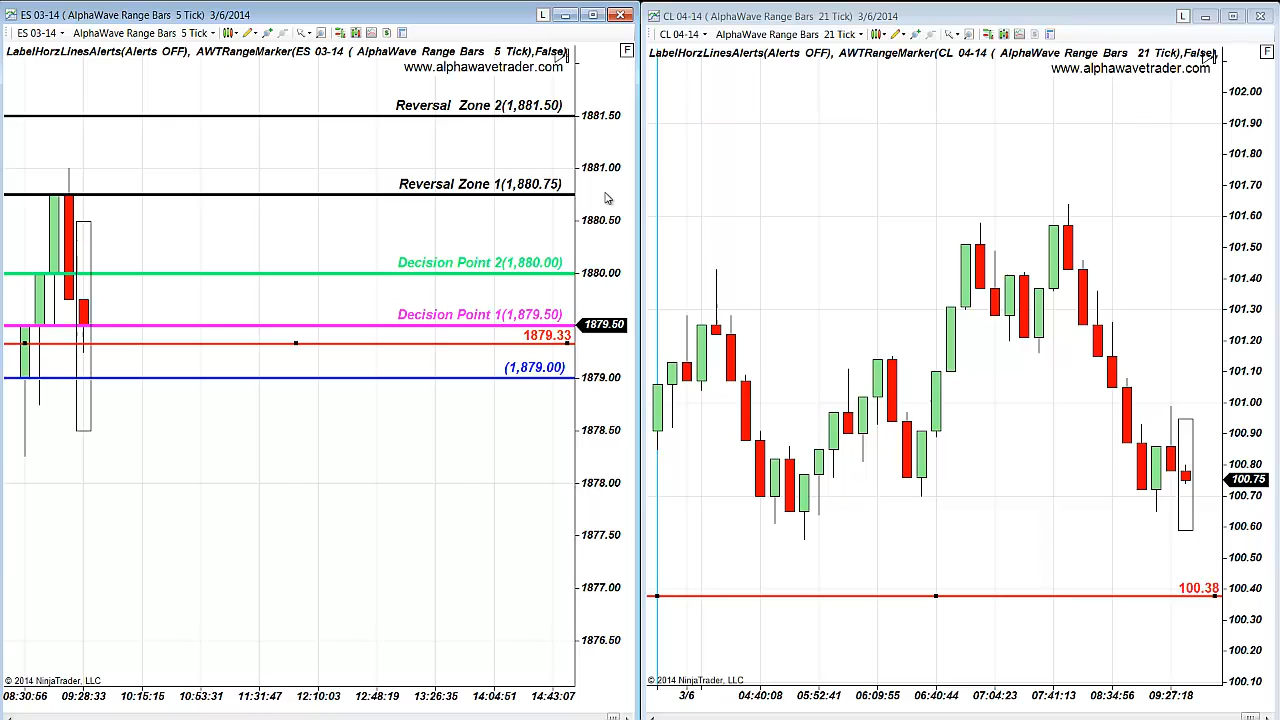 ES 03-14 ( AlphaWave Range Bars  5 Tick)  3/6/2014
L
ES 03-14
AlphaWave Range Bars  5 Tick
LabelHorzLinesAlerts(Alerts OFF), AWTRangeMarker(ES 03-14 ( AlphaWave Range Bars  5 Tick),False)
F
www.alphawavetrader.com
Reversal  Zone 2(1,881.50)
Reversal Zone 1(1,880.75)
Decision Point 2(1,880.00)
Decision Point 1(1,879.50)
1879.33
(1,879.00)
1881.50
1881.00
1880.50
1880.00
1879.50
1879.00
1878.50
1878.00
1877.50
1877.00
1876.50
© 2014 NinjaTrader, LLC
08:30:56 09:28:33 10:15:16 10:53:31 11:31:47 12:10:03 12:48:19 13:26:35 14:04:51 14:43:07
CL 04-14 ( AlphaWave Range Bars  21 Tick)  3/6/2014
L
CL 04-14
AlphaWave Range Bars  21 Tick
LabelHorzLinesAlerts(Alerts OFF), AWTRangeMarker(CL 04-14 ( AlphaWave Range Bars  21 Tick),False)
F
www.alphawavetrader.com
102.00
101.90
101.80
101.70
101.60
101.50
101.40
101.30
101.20
101.10
101.00
100.90
100.80
100.75
100.70
100.60
100.50
100.38
100.40
100.30
100.20
100.10
© 2014 NinjaTrader, LLC
3/6 04:40:08 05:52:41 06:09:55 06:40:44 07:04:23 07:41:13 08:34:56 09:27:18